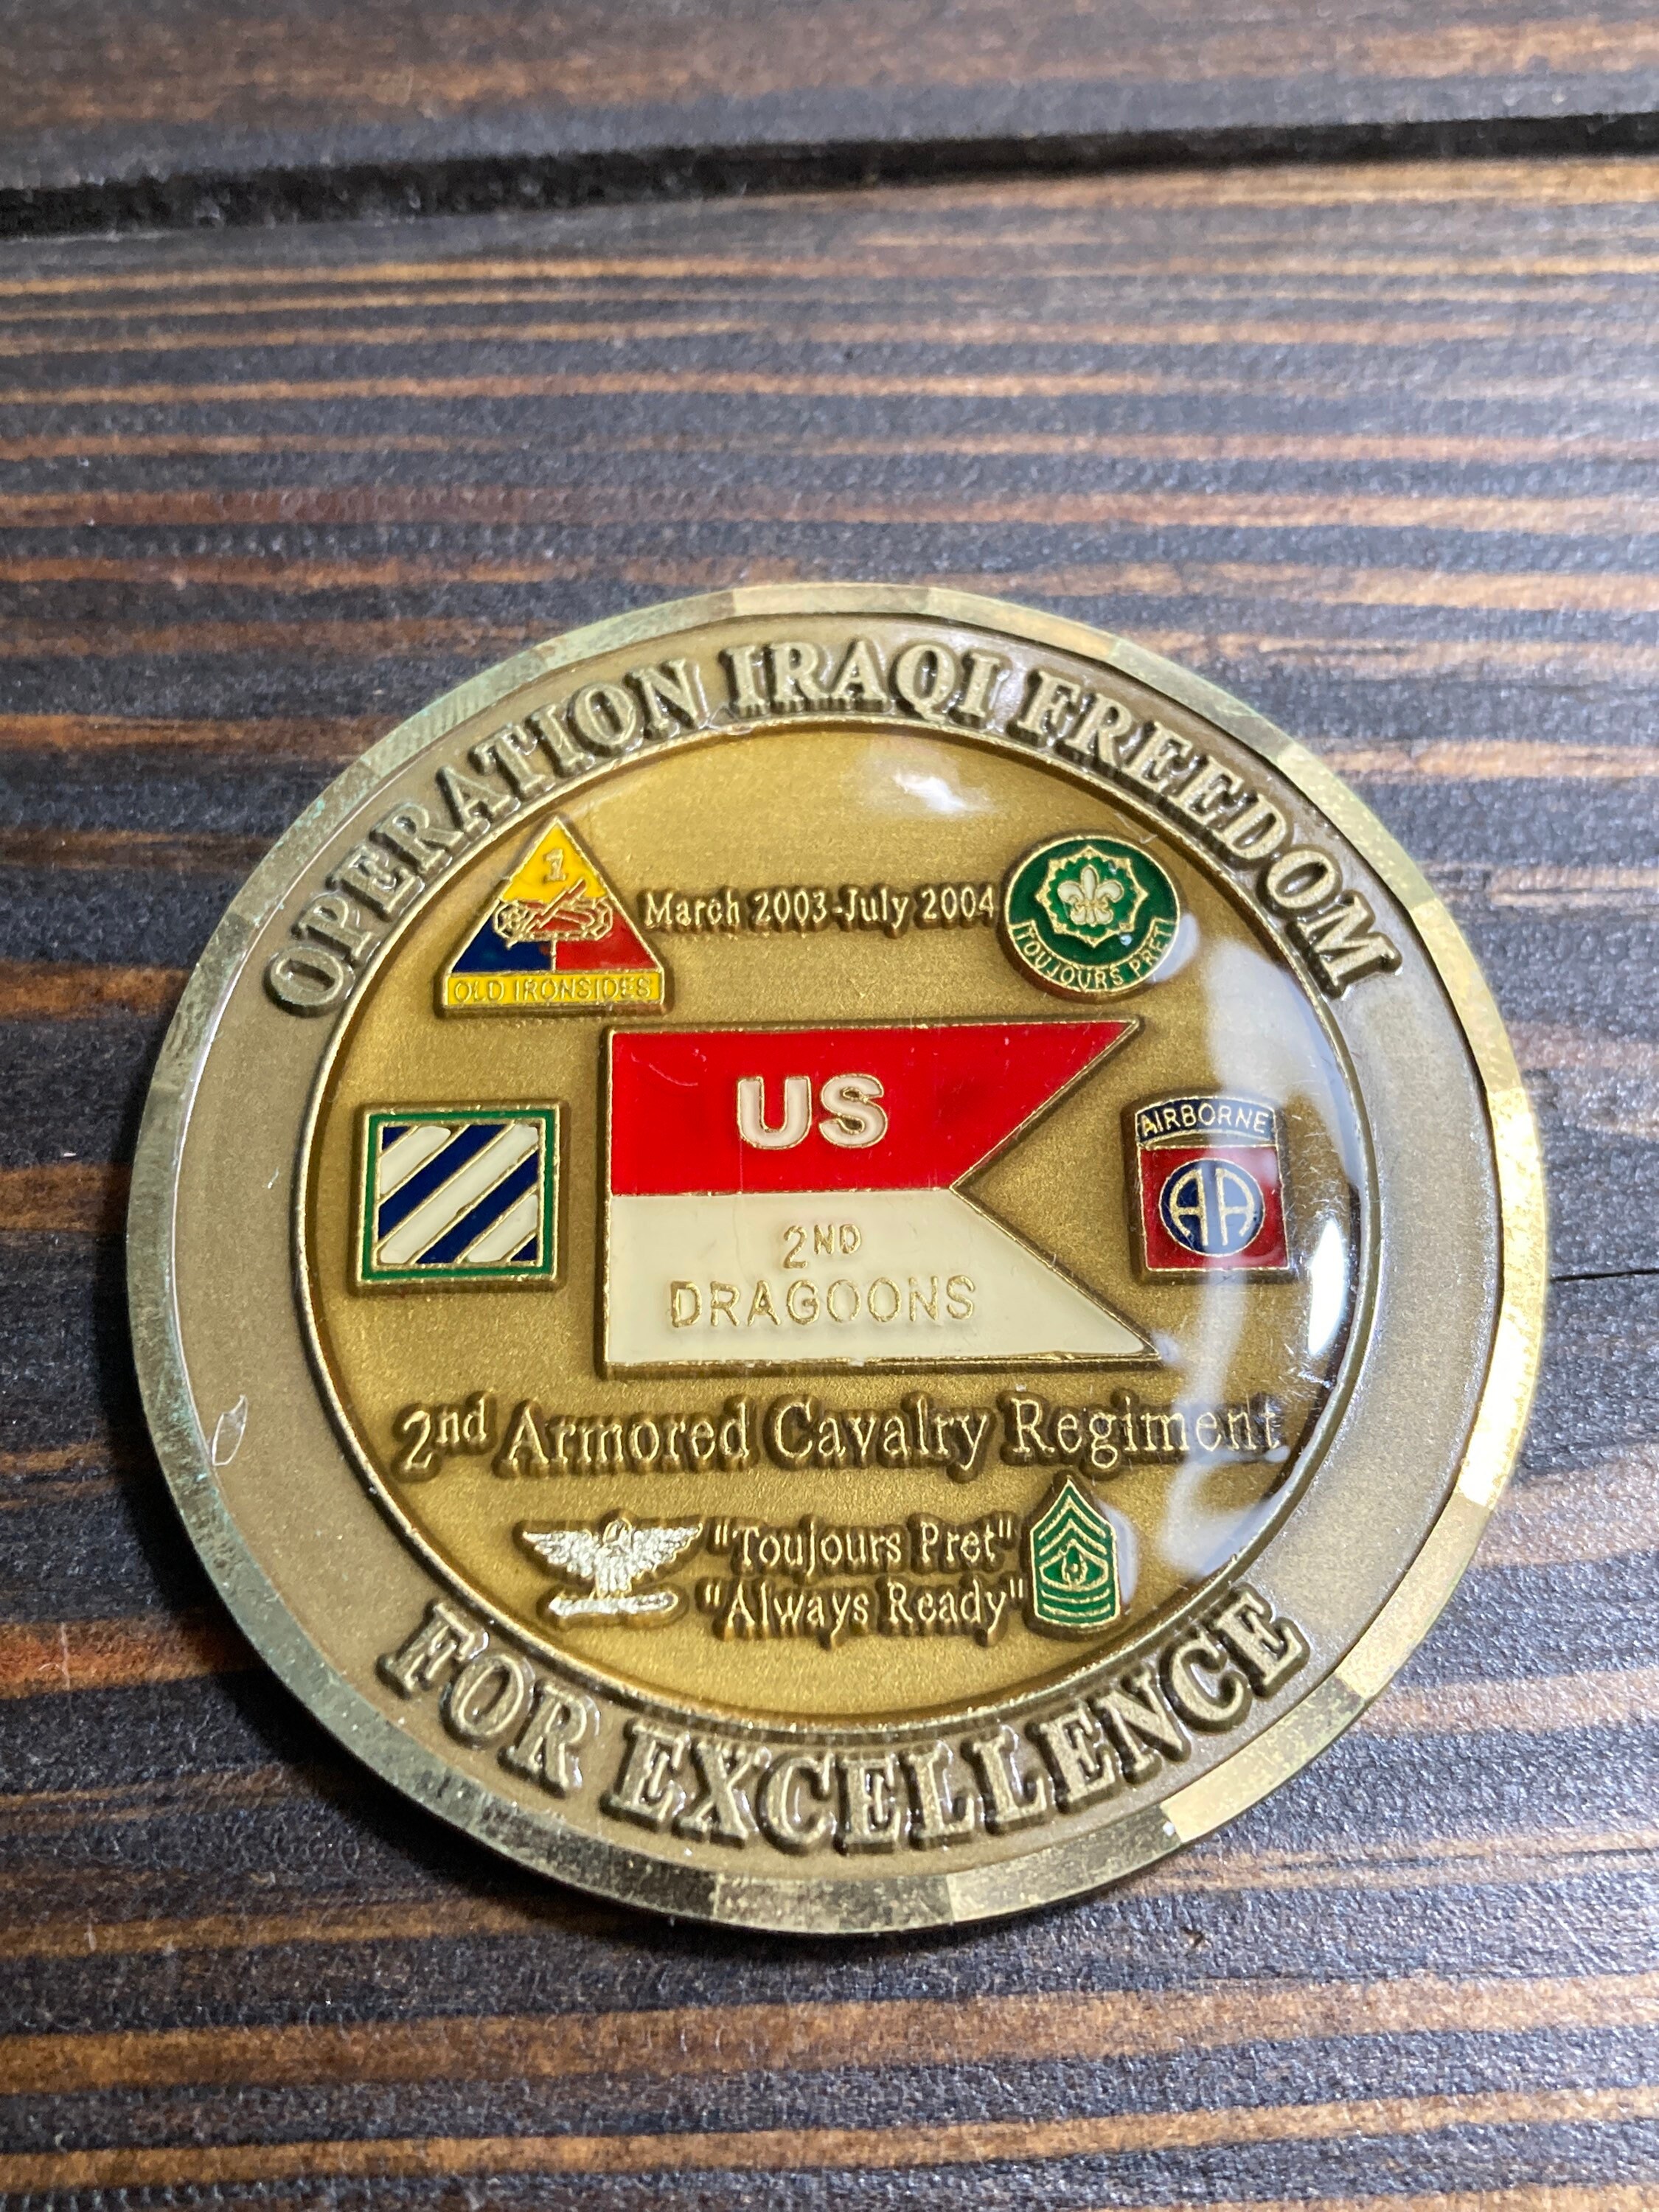 OPERATION IRAQI FREEDOM
1
OLD IRONSIDES
March 2003-July 2004
TOUJOURS PRET
US
2ND
DRAGOONS
AIRBORNE
AA
2nd Armored Cavalry Regiment
"Toujours Pret"
"Always Ready"
FOR EXCELLENCE